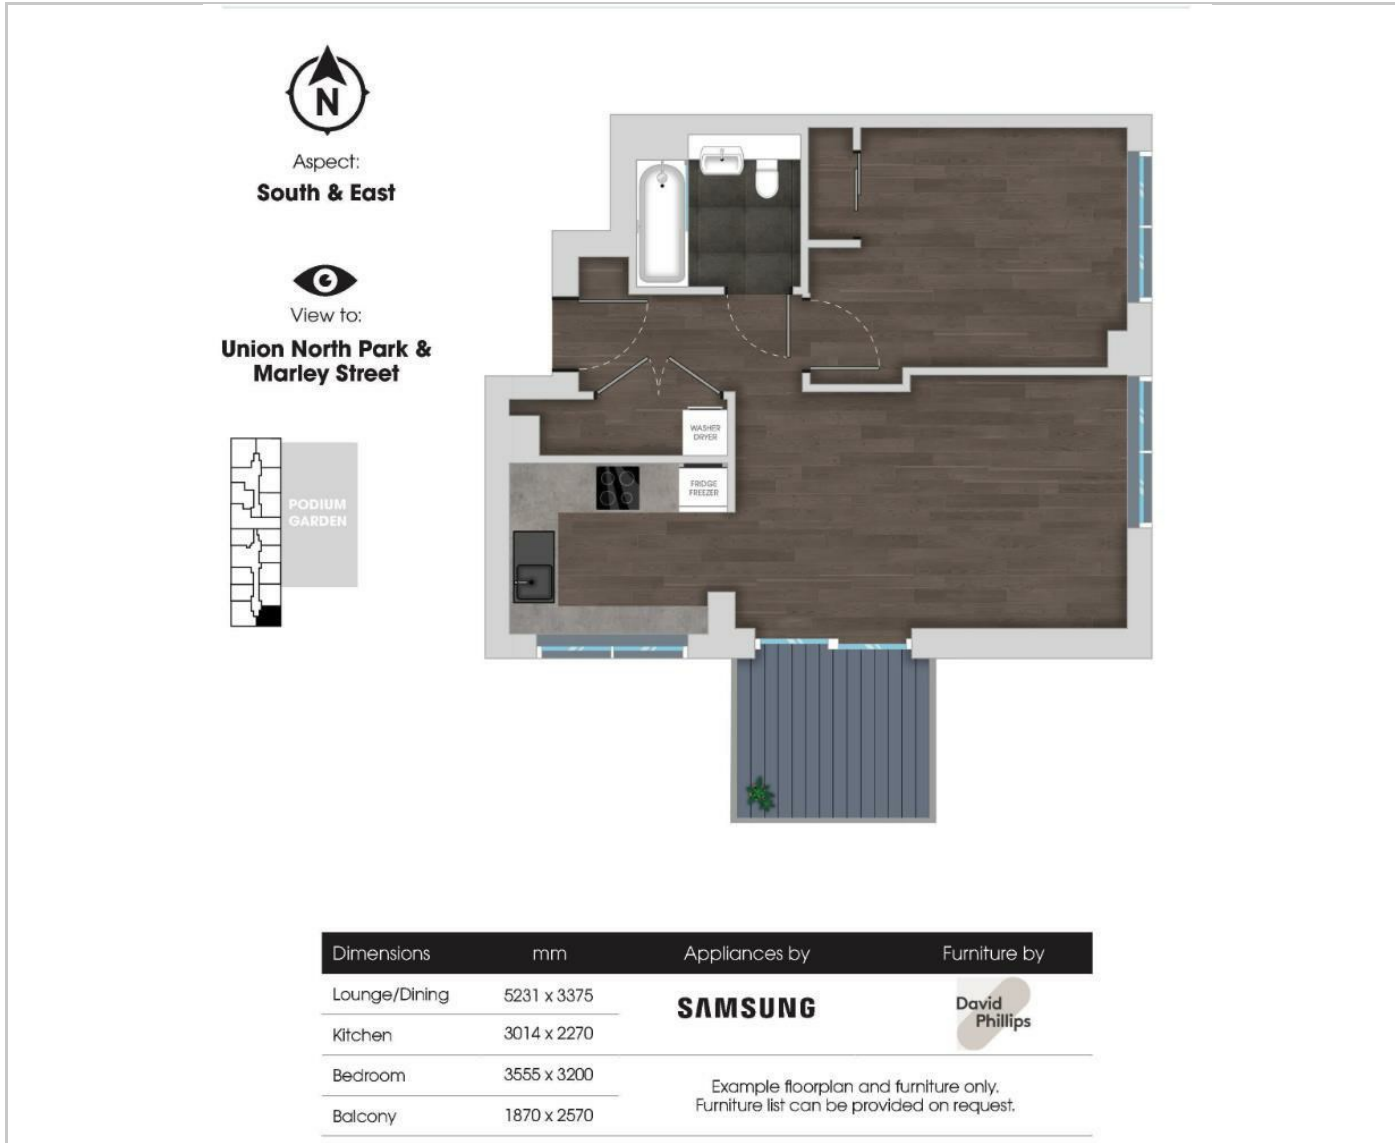 N
Aspect:
South & East
View to:
Union North Park &
Marley Street
PODIUM
GARDEN
WASHER
DRYER
FRIDGE
FREEZER
Dimensions mm Appliances by Furniture by
Lounge/Dining 5231 x 3375
SAMSUNG
David
Phillips
Kitchen 3014 x 2270
Bedroom 3555 x 3200
Example floorplan and furniture only.
Furniture list can be provided on request.
Balcony 1870 x 2570